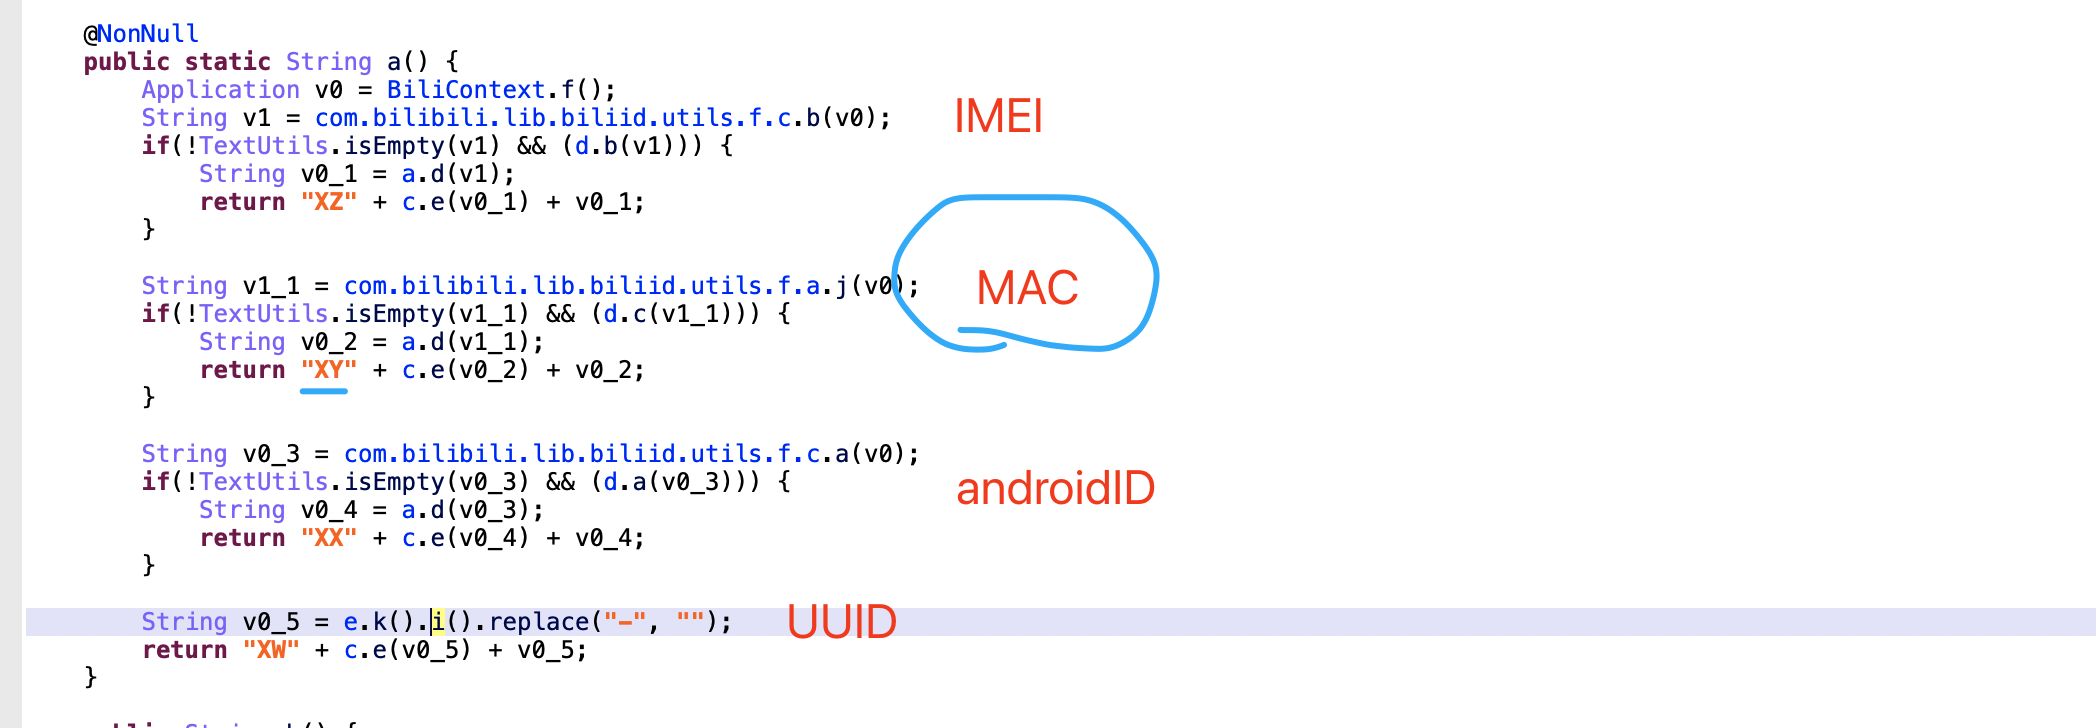 @NonNull
public static String a() {
Application v0 = BiliContext.f();
String v1 = com.bilibili.lib.biliid.utils.f.c.b(v0);
IMEI
if(!TextUtils.isEmpty(v1) && (d.b(v1))) {
String v0_1 = a.d(v1);
return "XZ" + c.e(v0_1) + v0_1;
}
String v1_1 = com.bilibili.lib.biliid.utils.f.a.j(v0);
MAC
if(!TextUtils.isEmpty(v1_1) && (d.c(v1_1))) {
String v0_2 = a.d(v1_1);
return "XY" + c.e(v0_2) + v0_2;
}
String v0_3 = com.bilibili.lib.biliid.utils.f.c.a(v0);
if(!TextUtils.isEmpty(v0_3) && (d.a(v0_3))) {
androidID
String v0_4 = a.d(v0_3);
return "XX" + c.e(v0_4) + v0_4;
}
String v0_5 = e.k().i().replace("-", "");
UUID
return "XW" + c.e(v0_5) + v0_5;
}